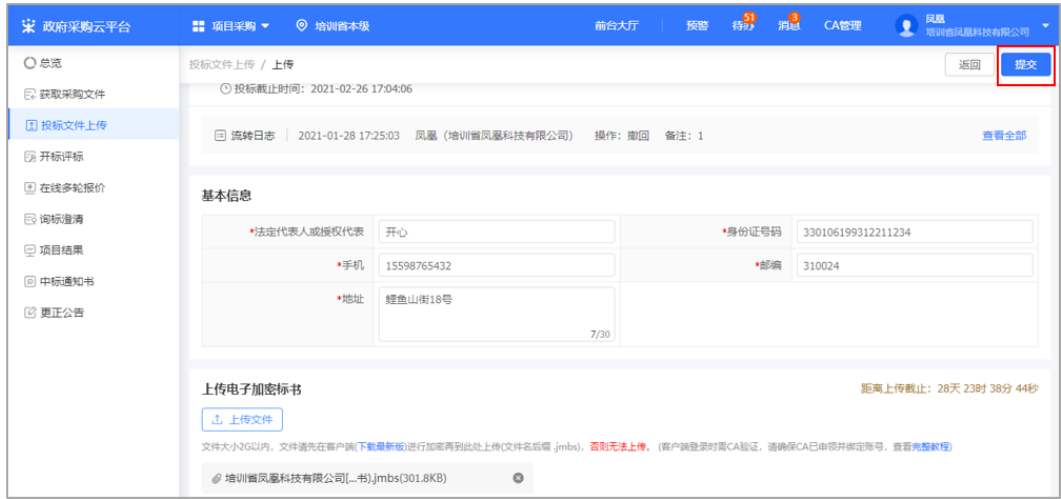 政府采购云平台 项目采购 培训省本级 前台大厅 预警 待办 51 消息 3 CA管理 凤凰
培训省凤凰科技有限公司
总览
获取采购文件
投标文件上传
开标评标
在线多轮报价
询标澄清
项目结果
中标通知书
更正公告
投标文件上传 / 上传 返回 提交
投标截止时间：2021-02-26 17:04:06
流转日志 2021-01-28 17:25:03 凤凰（培训省凤凰科技有限公司） 操作：撤回 备注：1 查看全部
基本信息
*法定代表人或授权代表 开心 *身份证号码 330106199312211234
*手机 15598765432 *邮编 310024
*地址 鲤鱼山街18号
7/30
上传电子加密标书 距离上传截止：28天 23时 38分 44秒
上传文件
文件大小2G以内，文件请先在客户端(下载最新版)进行加密再到此处上传(文件名后缀 .jmbs)，否则无法上传。 (客户端登录时需CA验证，请确保CA已申领并绑定账号，查看完整教程)
培训省凤凰科技有限公司[...书).jmbs(301.8KB)